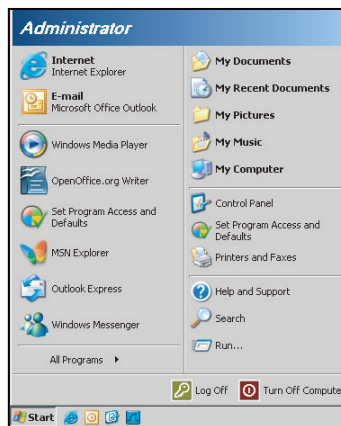 Administrator
Internet
Internet Explorer
E-mail
Microsoft Office Outlook
Windows Media Player
OpenOffice.org Writer
Set Program Access and
Defaults
MSN Explorer
Outlook Express
Windows Messenger
All Programs
My Documents
My Recent Documents
My Pictures
My Music
My Computer
Control Panel
Set Program Access and
Defaults
Printers and Faxes
Help and Support
Search
Run...
Log Off
Turn Off Compute
Start